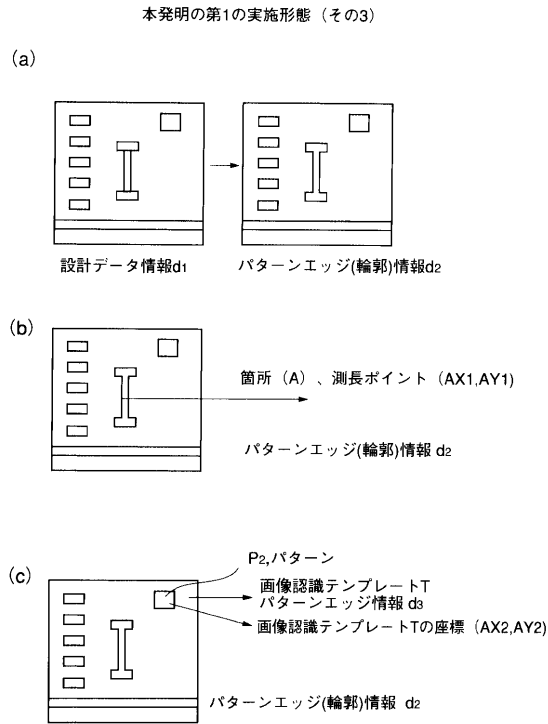 本発明の第1の実施形態（その3）
(a)
設計データ情報d1
パターンエッジ(輪郭)情報d2
(b)
箇所（A）、測長ポイント（AX1,AY1)
パターンエッジ(輪郭)情報 d2
(c)
P2,パターン
画像認識テンプレートT
パターンエッジ情報 d3
画像認識テンプレートTの座標（AX2,AY2)
パターンエッジ(輪郭)情報 d2